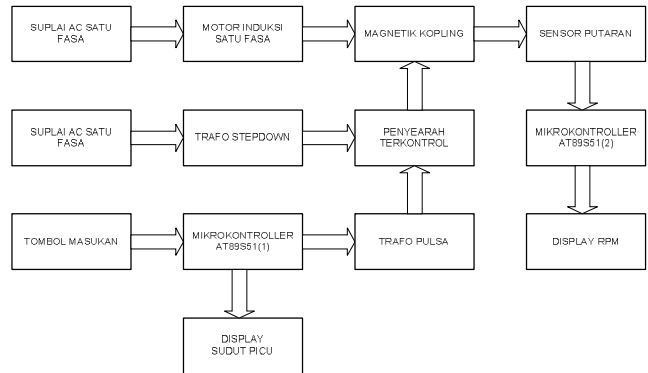 SUPLAI AC SATU
FASA
MOTOR INDUKSI
SATU FASA
MAGNETIK KOPLING
SENSOR PUTARAN
SUPLAI AC SATU
FASA
TRAFO STEPDOWN
PENYEARAH
TERKONTROL
MIKROKONTROLLER
AT89S51(2)
TOMBOL MASUKAN
MIKROKONTROLLER
AT89S51(1)
TRAFO PULSA
DISPLAY RPM
DISPLAY
SUDUT PICU